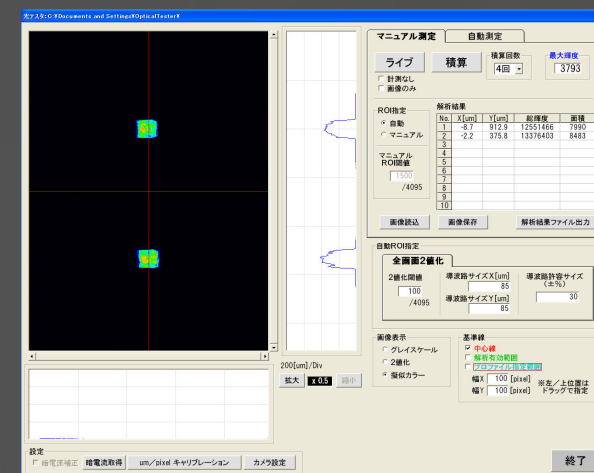 光テスタ: C:¥Documents and Settings¥OpticalTester¥
マニュアル測定 自動測定
ライブ 積算 積算回数 4回 最大輝度 3793
計測なし
画像のみ
ROI指定
自動
マニュアル
マニュアル
ROI閾値
1500
/4095
解析結果
No. X[um] Y[um] 総輝度 面積
1 -8.7 912.9 12551466 7990
2 -2.2 375.8 13376403 8483
3
4
5
6
7
8
9
10
画像読込 画像保存 解析結果ファイル出力
自動ROI指定
全画面2値化
2値化閾値
100
/4095
導波路サイズX[um]
85
導波路サイズY[um]
85
導波路許容サイズ
(±%)
30
画像表示
グレイスケール
2値化
擬似カラー
基準線
中心線
解析有効範囲
プロファイル指定範囲
幅X 100 [pixel]
幅Y 100 [pixel]
※左/上位置は
ドラッグで指定
200[um]/Div
拡大 x 0.5 縮小
設定
暗電流補正 暗電流取得 um/pixel キャリブレーション カメラ設定
終了